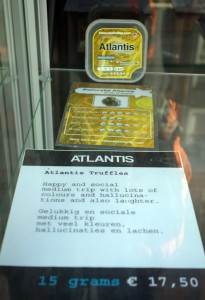 Atlantis
ATLANTIS
Atlantis Truffles
Happy and social
medium trip with lots of
colours and hallucina-
tions and also laughter.
Gelukkig en sociale
medium trip
met veel kleuren,
hallucinaties en lachen.
15 grams € 17,50